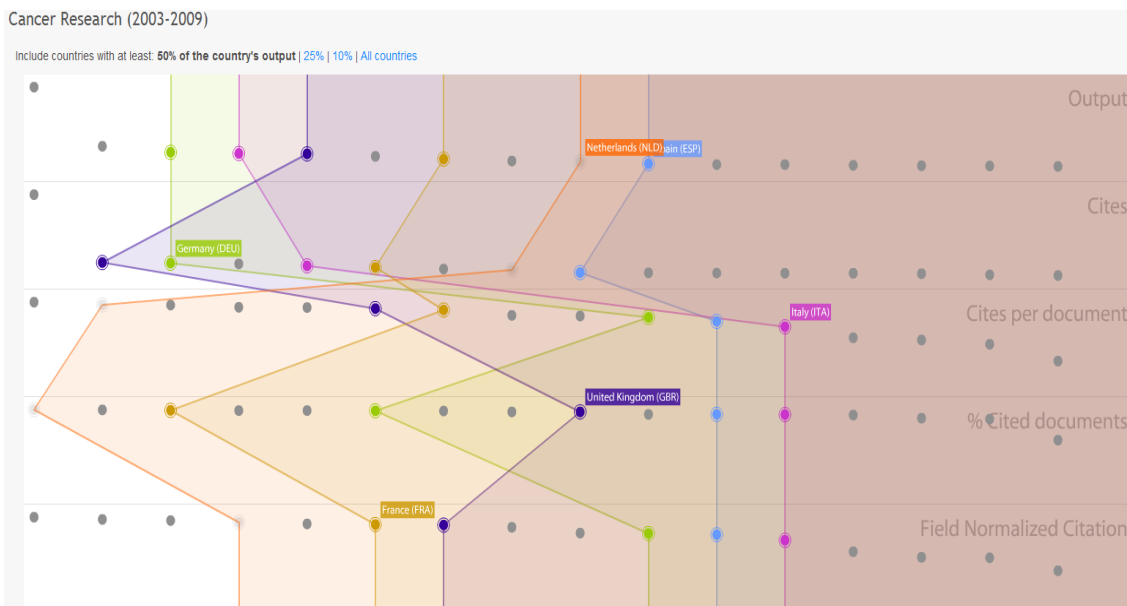 Cancer Research (2003-2009)
Include countries with at least: 50% of the country's output | 25% | 10% | All countries
Output
Netherlands (NLD)
ain (ESP)
Cites
Germany (DEU)
Cites per document
Italy (ITA)
United Kingdom (GBR)
% Cited documents
France (FRA)
Field Normalized Citation